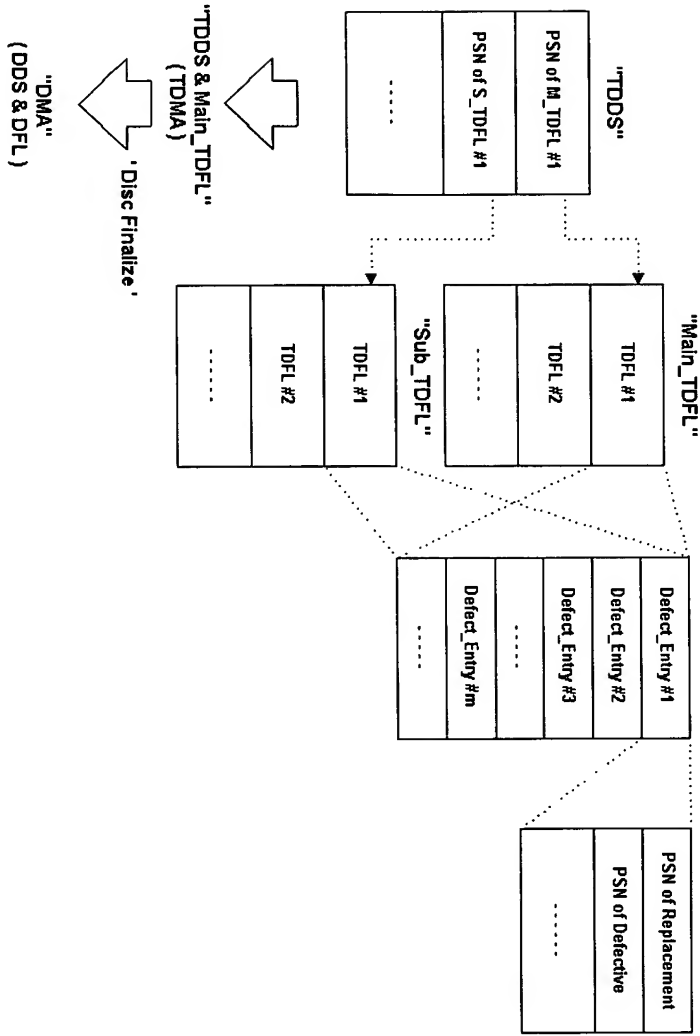 "TDDS"
PSN of M_TDFL #1
PSN of S_TDFL #1
......
"Main_TDFL"
TDFL #1
TDFL #2
......
"Sub_TDFL"
TDFL #1
TDFL #2
......
Defect_Entry #1
Defect_Entry #2
Defect_Entry #3
.....
Defect_Entry #m
.....
PSN of Replacement
PSN of Defective
......
"TDDS & Main_TDFL"
(TDMA)
'Disc Finalize'
"DMA"
(DDS & DFL)